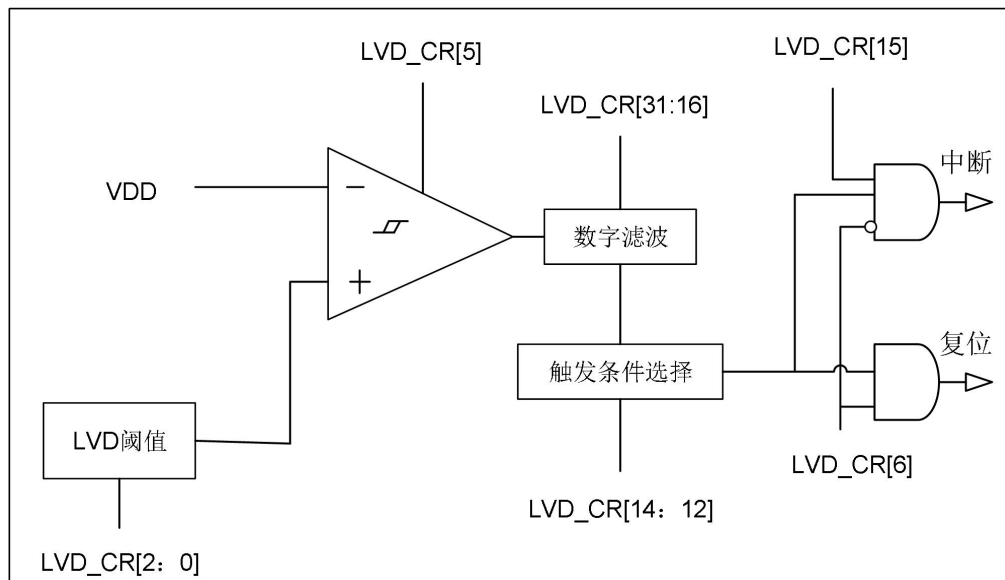 LVD_CR[5]
LVD_CR[15]
LVD_CR[31:16]
中断
VDD
数字滤波
复位
触发条件选择
LVD阈值
LVD_CR[6]
LVD_CR[14：12]
LVD_CR[2：0]